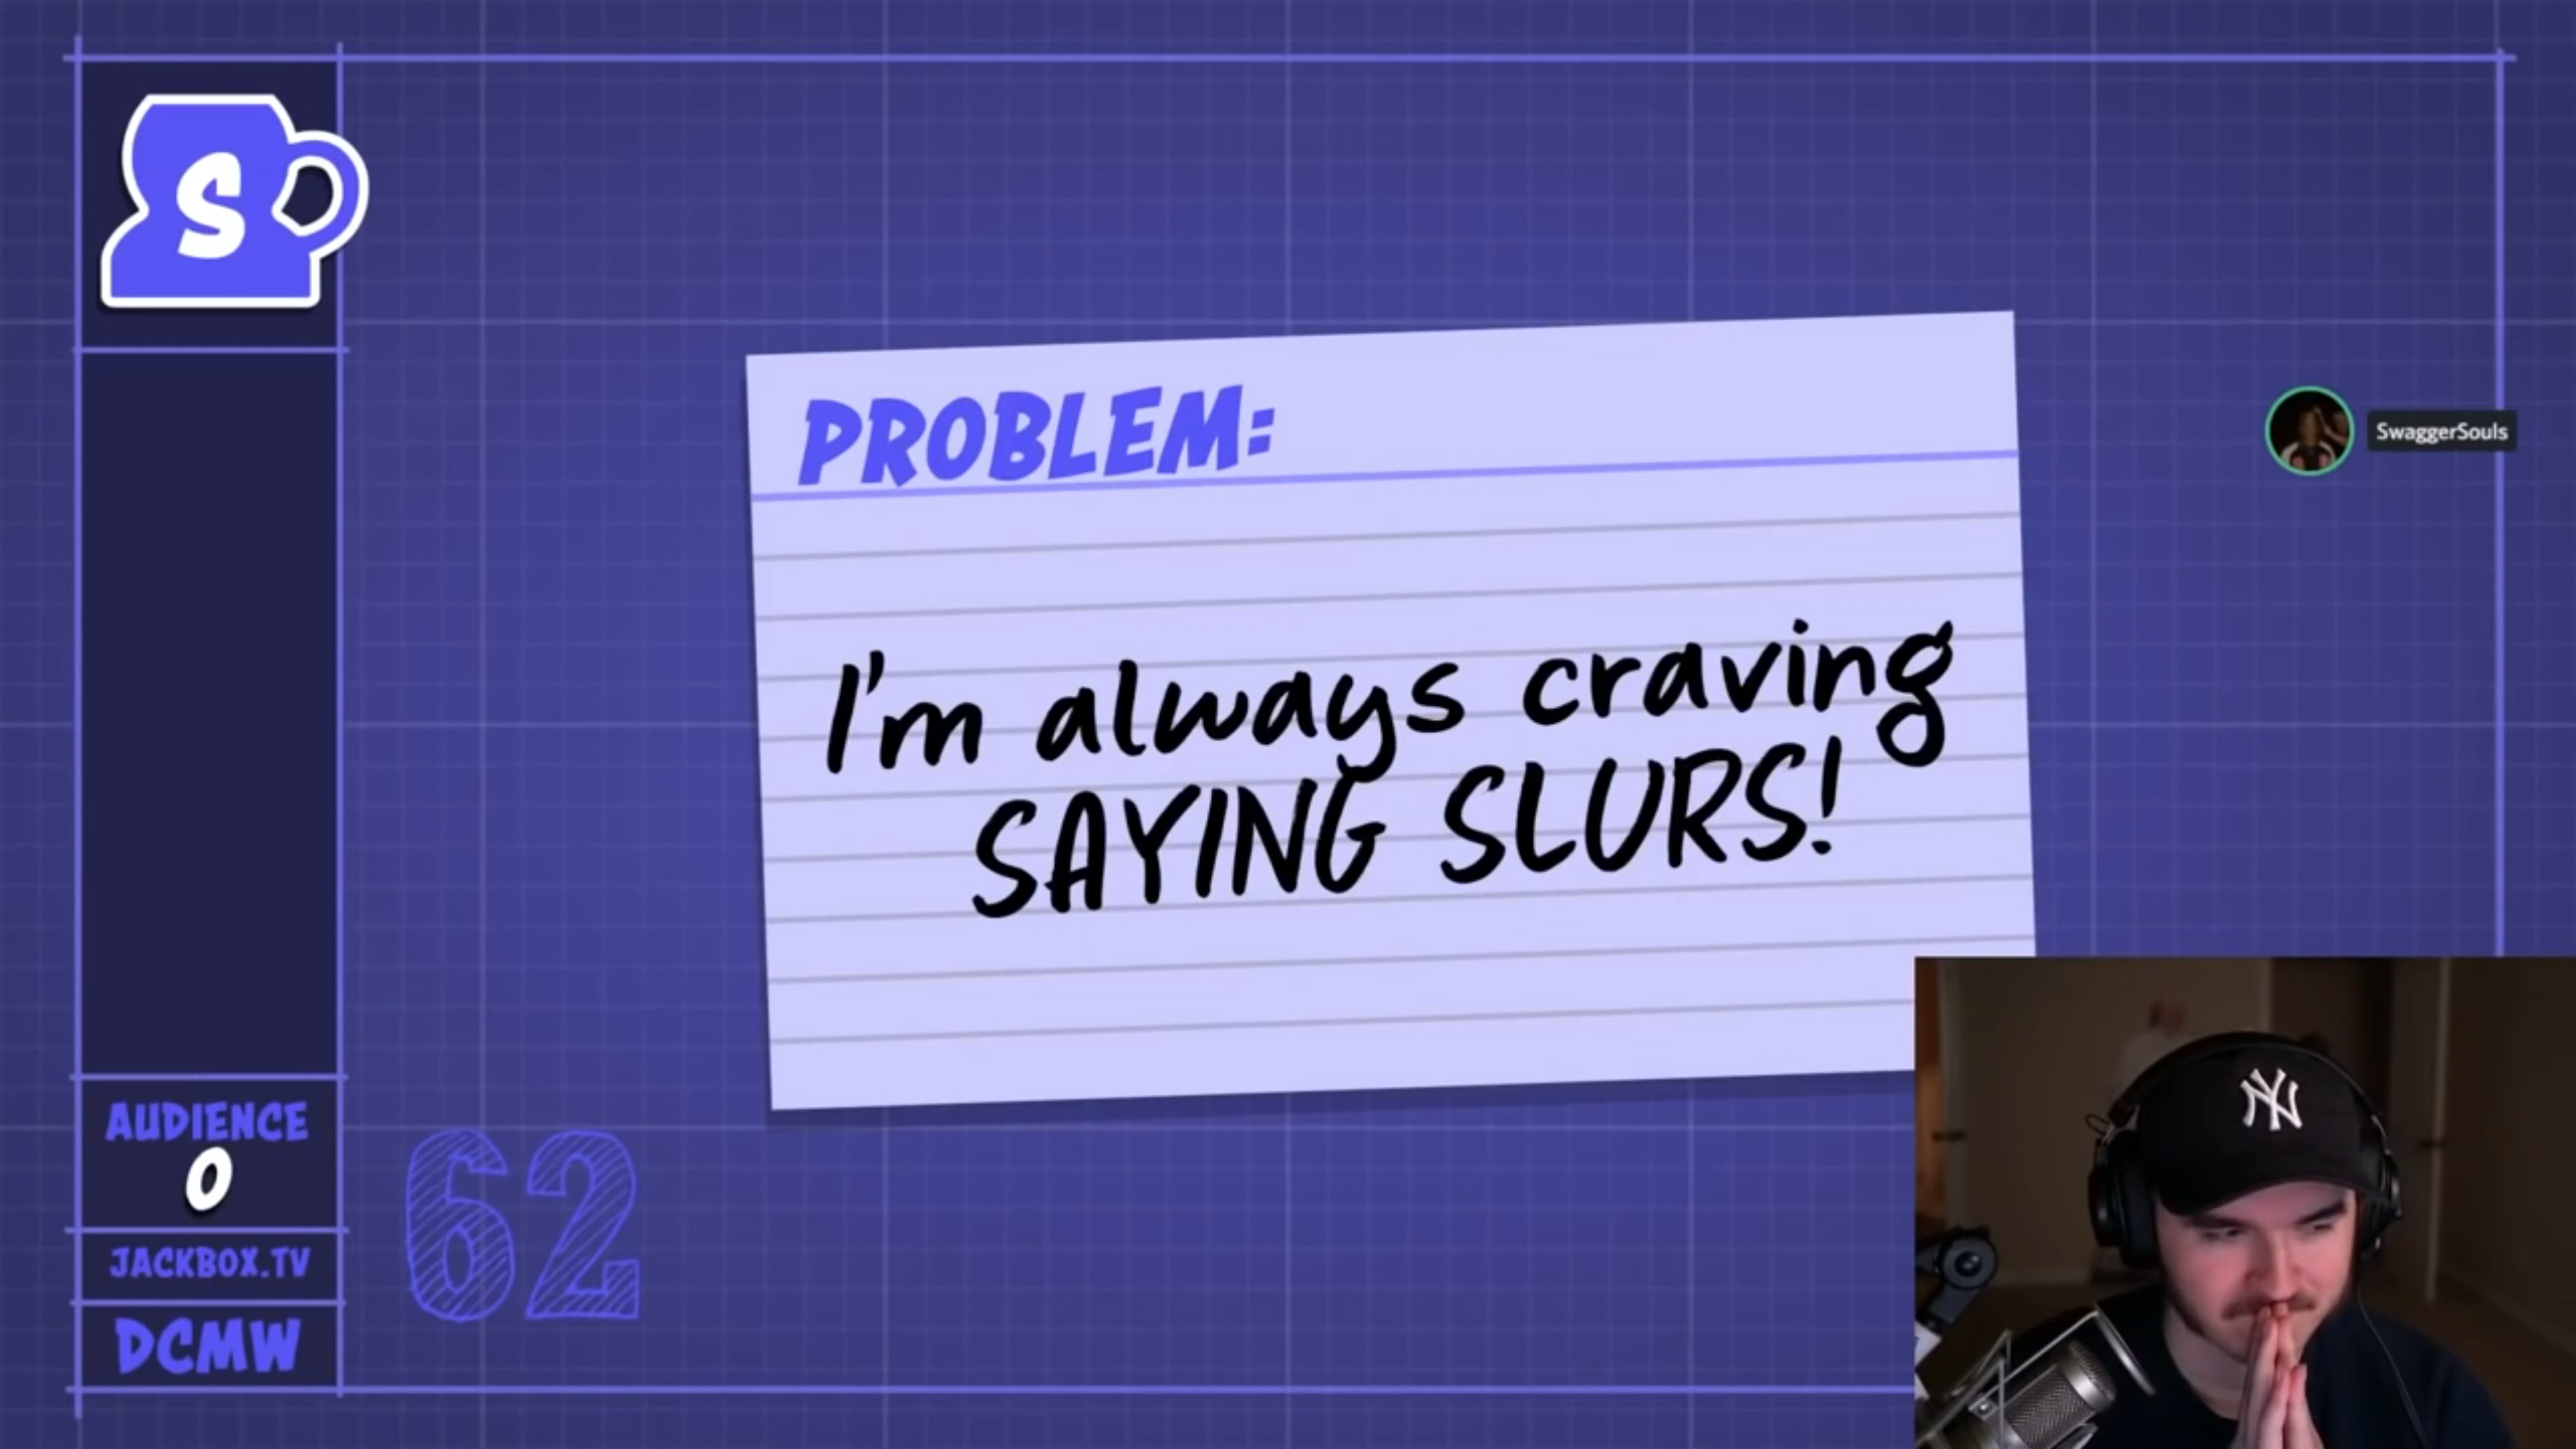 S
PROBLEM:
I'm always craving
SAYING SLURS!
SwaggerSouls
AUDIENCE
0
JACKBOX.TV
DCMW
62
NY